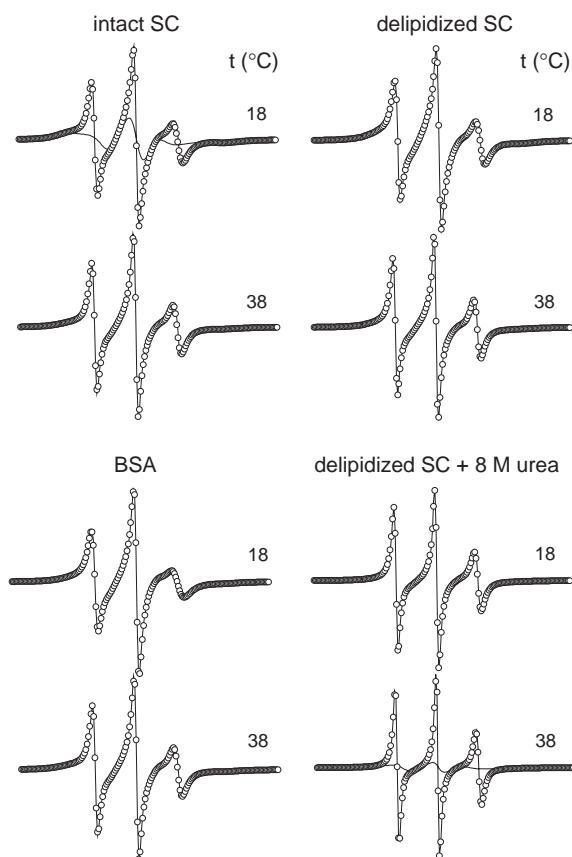 intact SC
t (°C)
18
38
delipidized SC
t (°C)
18
38
BSA
18
38
delipidized SC + 8 M urea
18
38